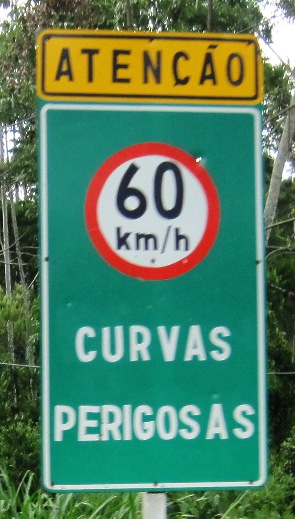 ATENÇÃO
60
km/h
CURVAS
PERIGOSAS